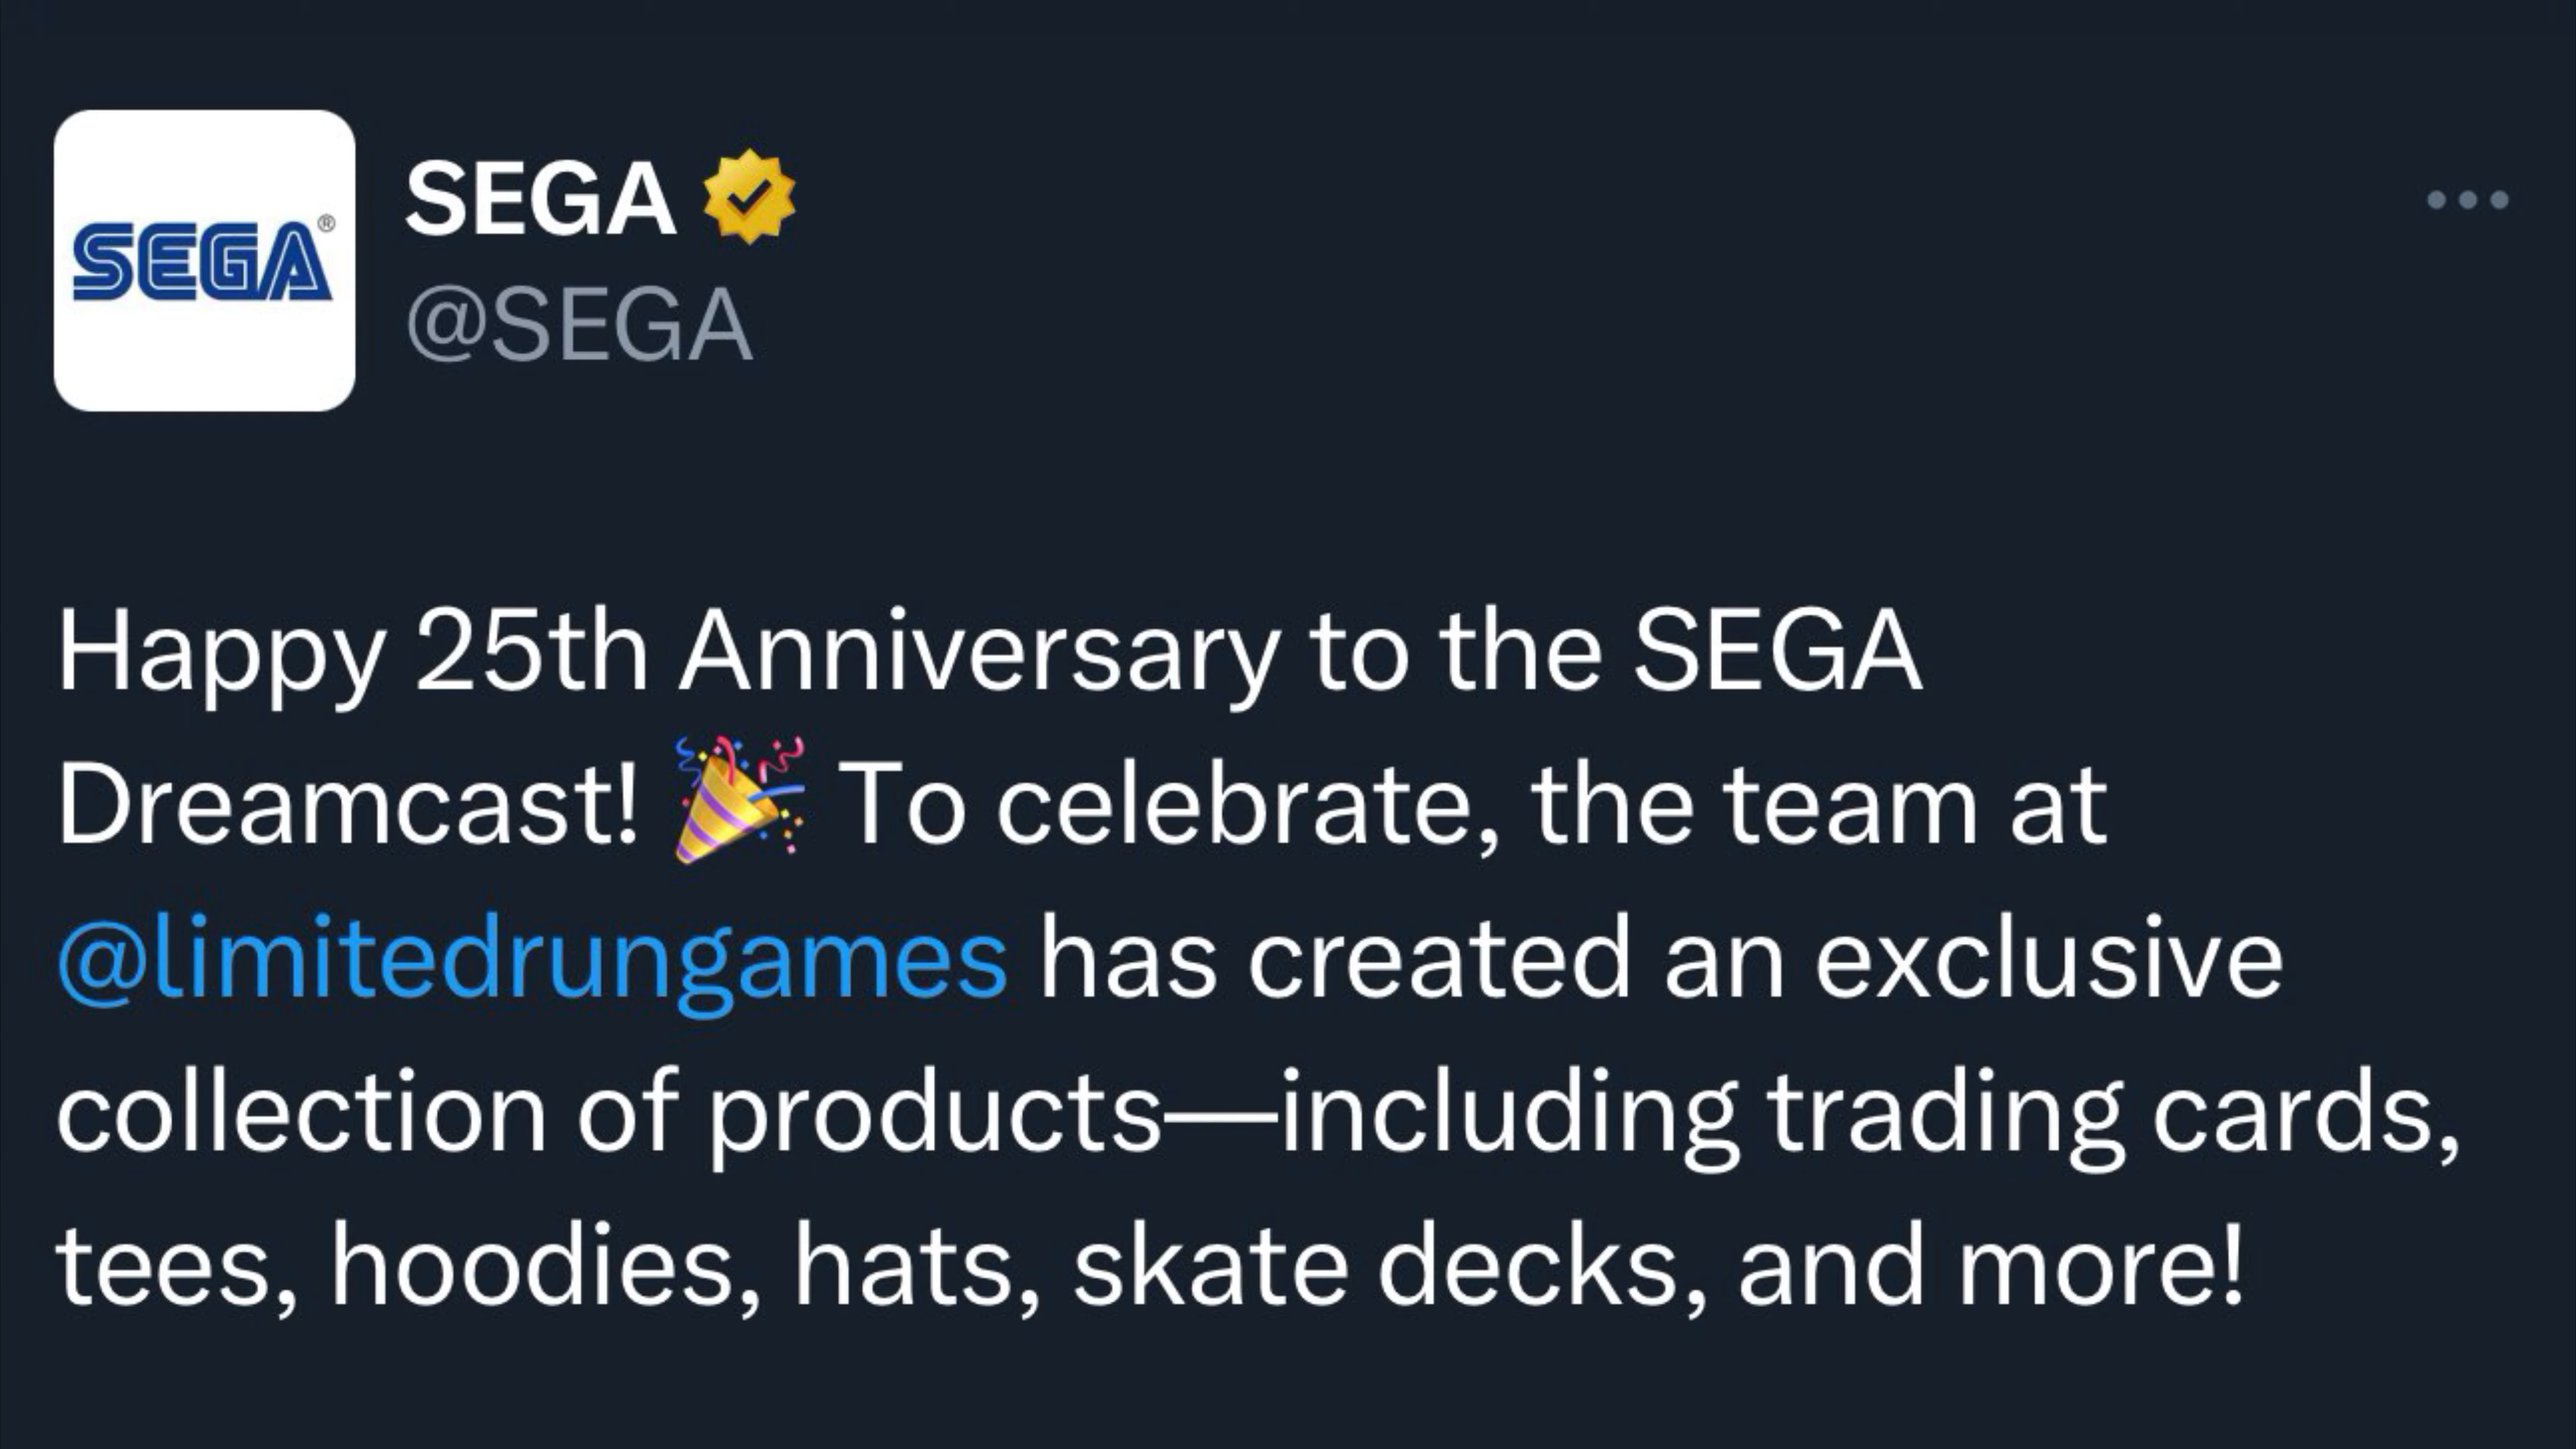 SEGA®
SEGA
@SEGA
Happy 25th Anniversary to the SEGA
Dreamcast! 🎉 To celebrate, the team at
@limitedrungames has created an exclusive
collection of products—including trading cards,
tees, hoodies, hats, skate decks, and more!